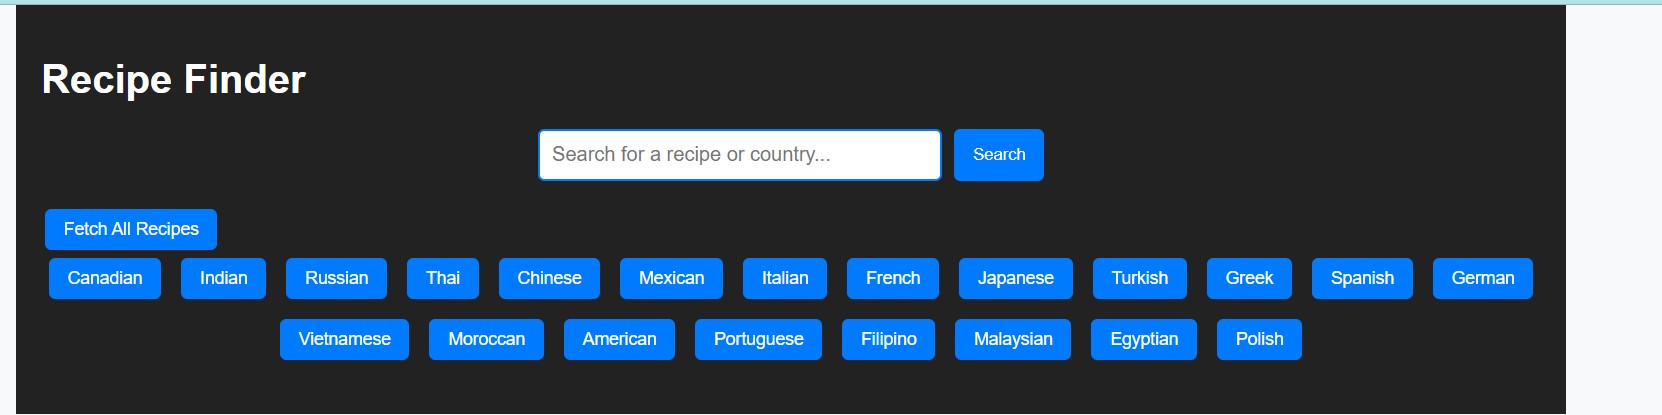 Recipe Finder
Search for a recipe or country... Search
Fetch All Recipes
Canadian Indian Russian Thai Chinese Mexican Italian French Japanese Turkish Greek Spanish German
Vietnamese Moroccan American Portuguese Filipino Malaysian Egyptian Polish